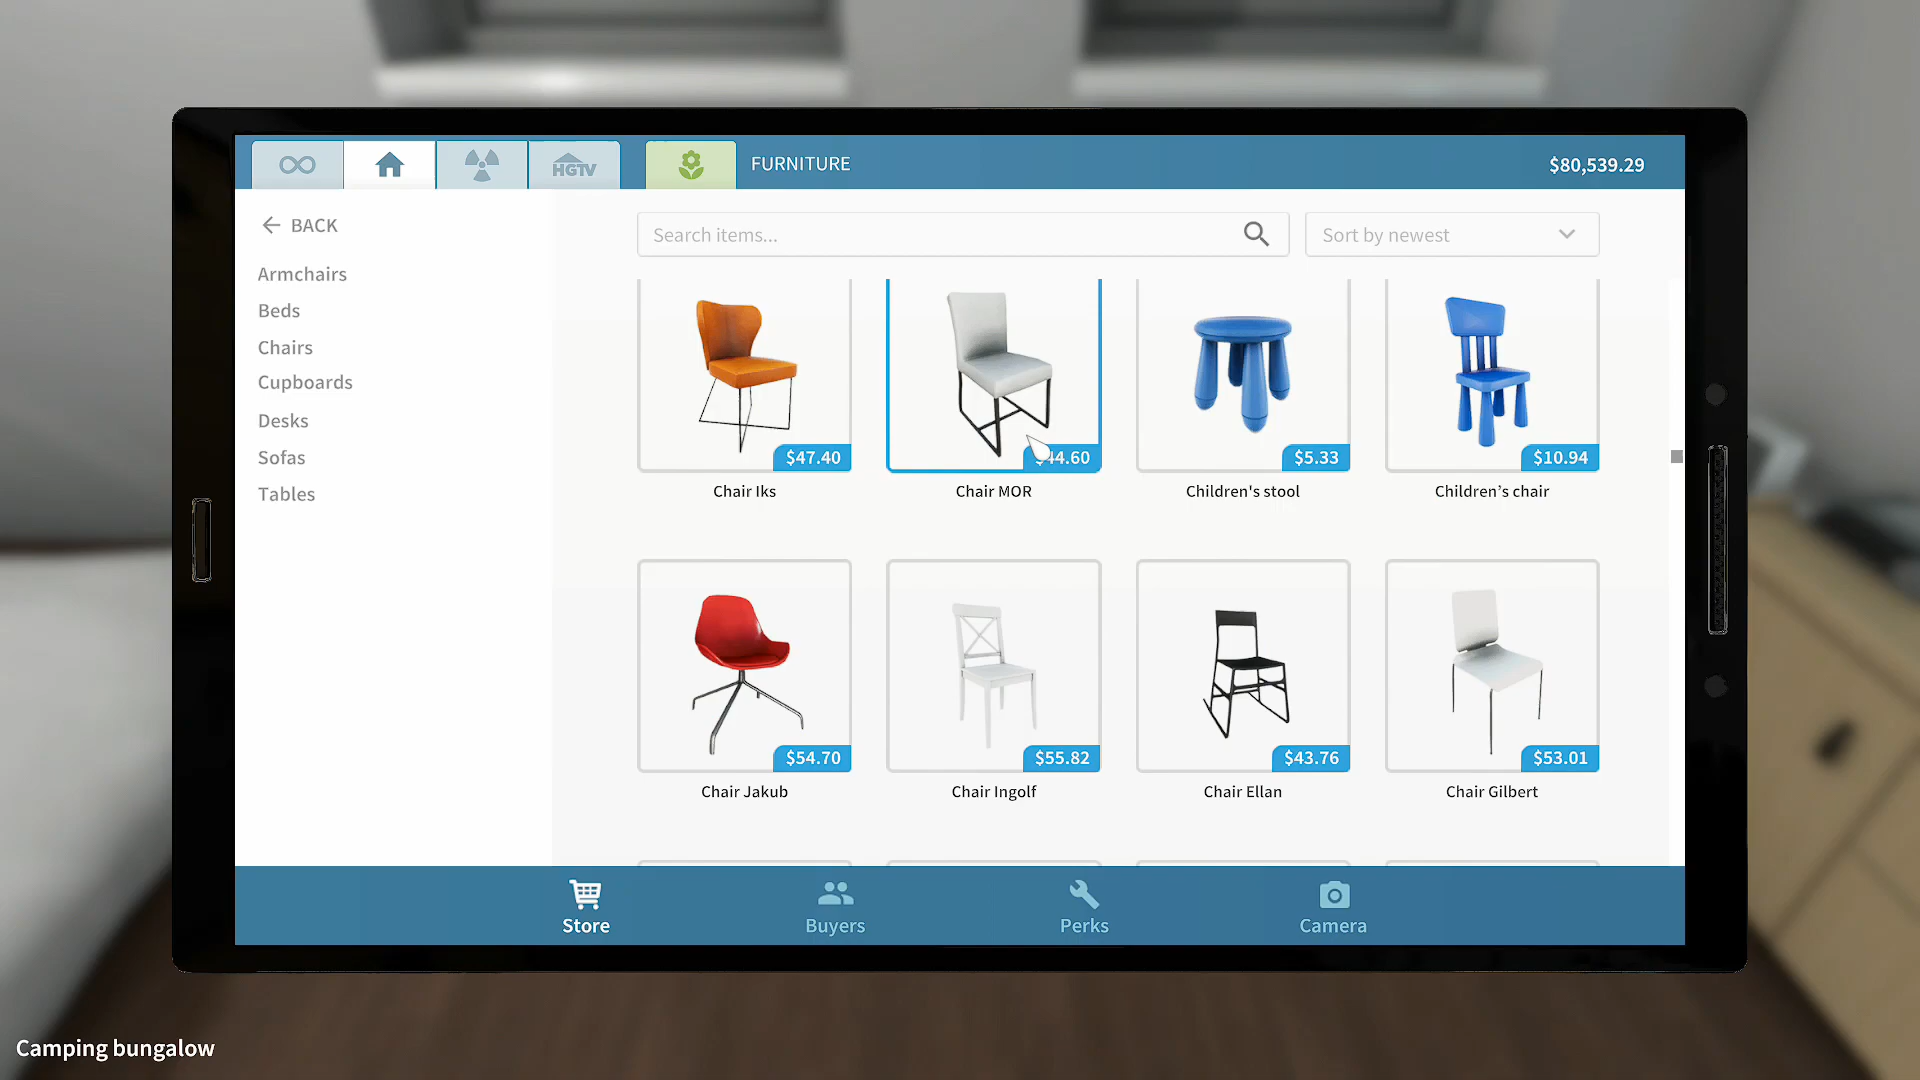 HGTV
FURNITURE
$80,539.29
BACK
Search items...
Sort by newest
Armchairs
Beds
Chairs
Cupboards
Desks
Sofas
Tables
$47.40
$44.60
$5.33
$10.94
Chair Iks
Chair MOR
Children's stool
Children’s chair
$54.70
$55.82
$43.76
$53.01
Chair Jakub
Chair Ingolf
Chair Ellan
Chair Gilbert
Store
Buyers
Perks
Camera
Camping bungalow